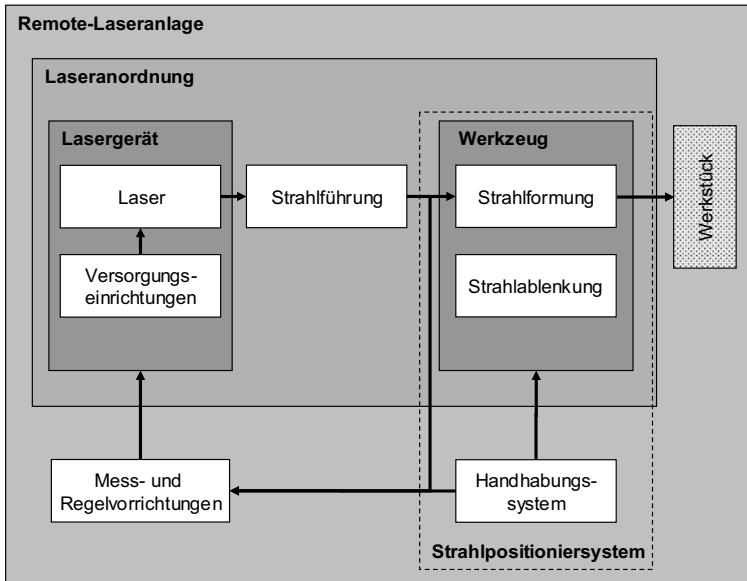 Remote-Laseranlage
Laseranordnung
Lasergerät
Laser
Versorgungs-
einrichtungen
Strahlführung
Werkzeug
Strahlformung
Strahlablenkung
Werkstück
Mess- und
Regelvorrichtungen
Handhabungs-
system
Strahlpositioniersystem